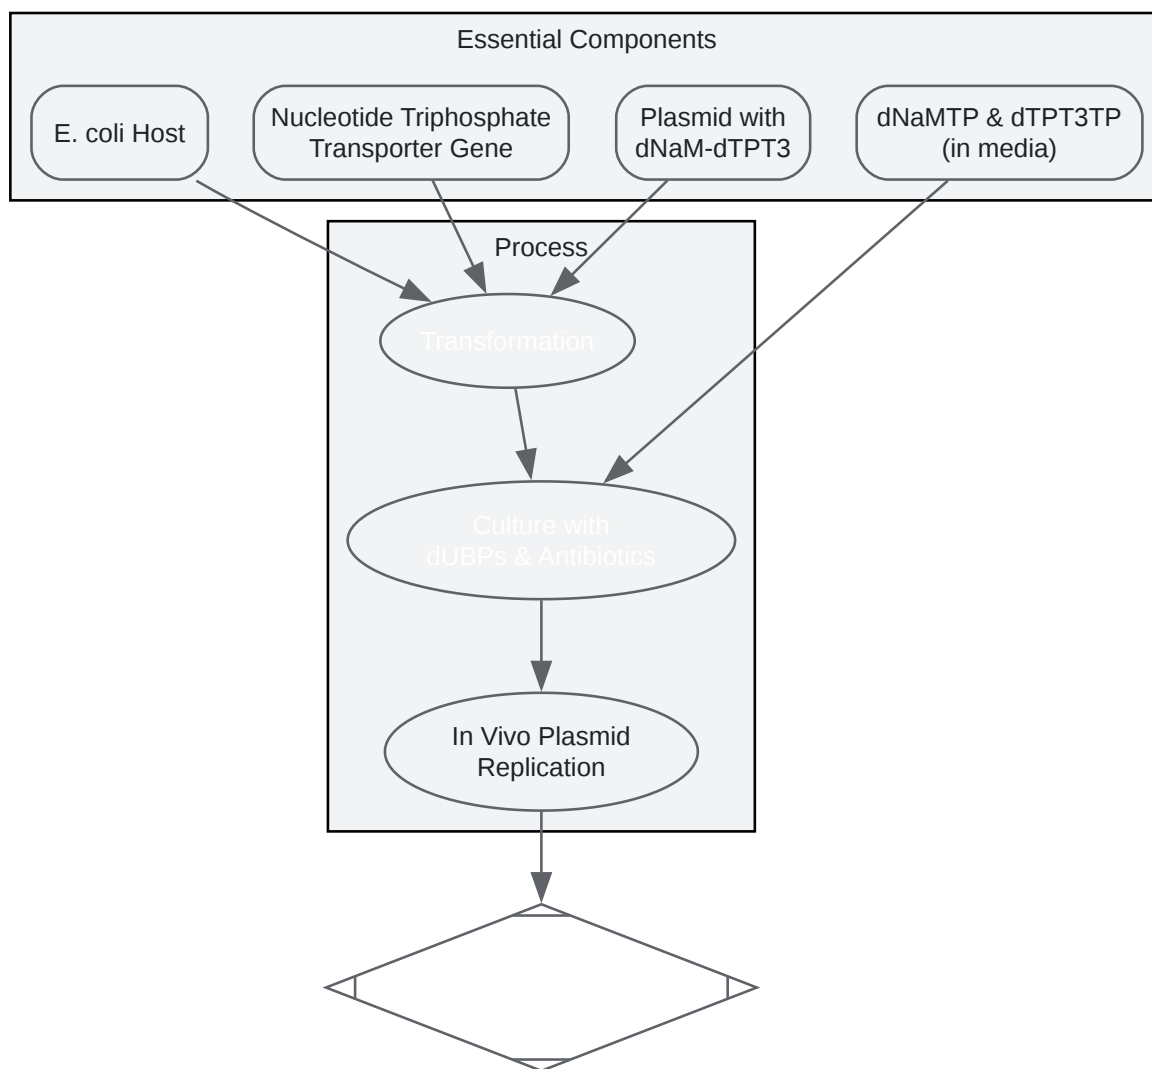 Essential Components
E. coli Host
Nucleotide Triphosphate
Transporter Gene
Plasmid with
dNaM-dTPT3
dNaMTP & dTPT3TP
(in media)
Process
Transformation
Culture with
dUBPs & Antibiotics
In Vivo Plasmid
Replication